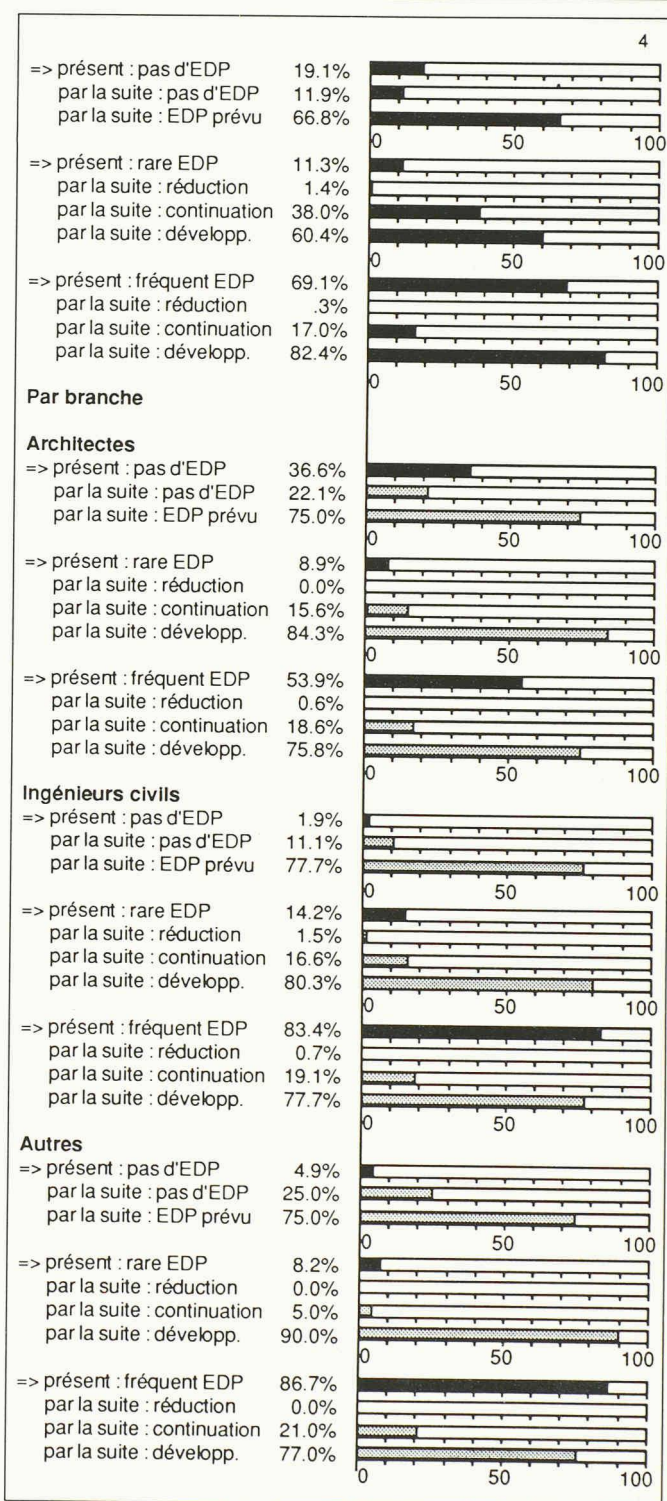 4
=> présent : pas d'EDP 19.1%
par la suite : pas d'EDP 11.9%
par la suite : EDP prévu 66.8%
50 100
=> présent : rare EDP 11.3%
par la suite : réduction 1.4%
par la suite : continuation 38.0%
par la suite : développ. 60.4%
0 50 100
=> présent : fréquent EDP 69.1%
par la suite : réduction .3%
par la suite : continuation 17.0%
par la suite : développ. 82.4%
0 50 100
Par branche
Architectes
=> présent : pas d'EDP 36.6%
par la suite : pas d'EDP 22.1%
par la suite : EDP prévu 75.0%
0 50 100
=> présent : rare EDP 8.9%
par la suite : réduction 0.0%
par la suite : continuation 15.6%
par la suite : développ. 84.3%
0 50 100
=> présent : fréquent EDP 53.9%
par la suite : réduction 0.6%
par la suite : continuation 18.6%
par la suite : développ. 75.8%
0 50 100
Ingénieurs civils
=> présent : pas d'EDP 1.9%
par la suite : pas d'EDP 11.1%
par la suite : EDP prévu 77.7%
0 50 100
=> présent : rare EDP 14.2%
par la suite : réduction 1.5%
par la suite : continuation 16.6%
par la suite : développ. 80.3%
0 50 100
=> présent : fréquent EDP 83.4%
par la suite : réduction 0.7%
par la suite : continuation 19.1%
par la suite : développ. 77.7%
0 50 100
Autres
=> présent : pas d'EDP 4.9%
par la suite : pas d'EDP 25.0%
par la suite : EDP prévu 75.0%
0 50 100
=> présent : rare EDP 8.2%
par la suite : réduction 0.0%
par la suite : continuation 5.0%
par la suite : développ. 90.0%
0 50 100
=> présent : fréquent EDP 86.7%
par la suite : réduction 0.0%
par la suite : continuation 21.0%
par la suite : développ. 77.0%
0 50 100